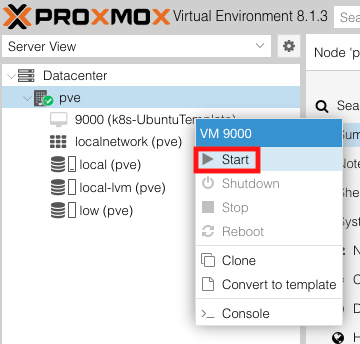 PROXMOX Virtual Environment 8.1.3
Sea
Server View
Node 'p
Datacenter
pve
9000 (k8s-UbuntuTemplate)
localnetwork (pve)
local (pve)
local-lvm (pve)
low (pve)
VM 9000
Start
Shutdown
Stop
Reboot
Clone
Convert to template
Console
Sea
Sum
Note
She
Syst
N
C
D
H